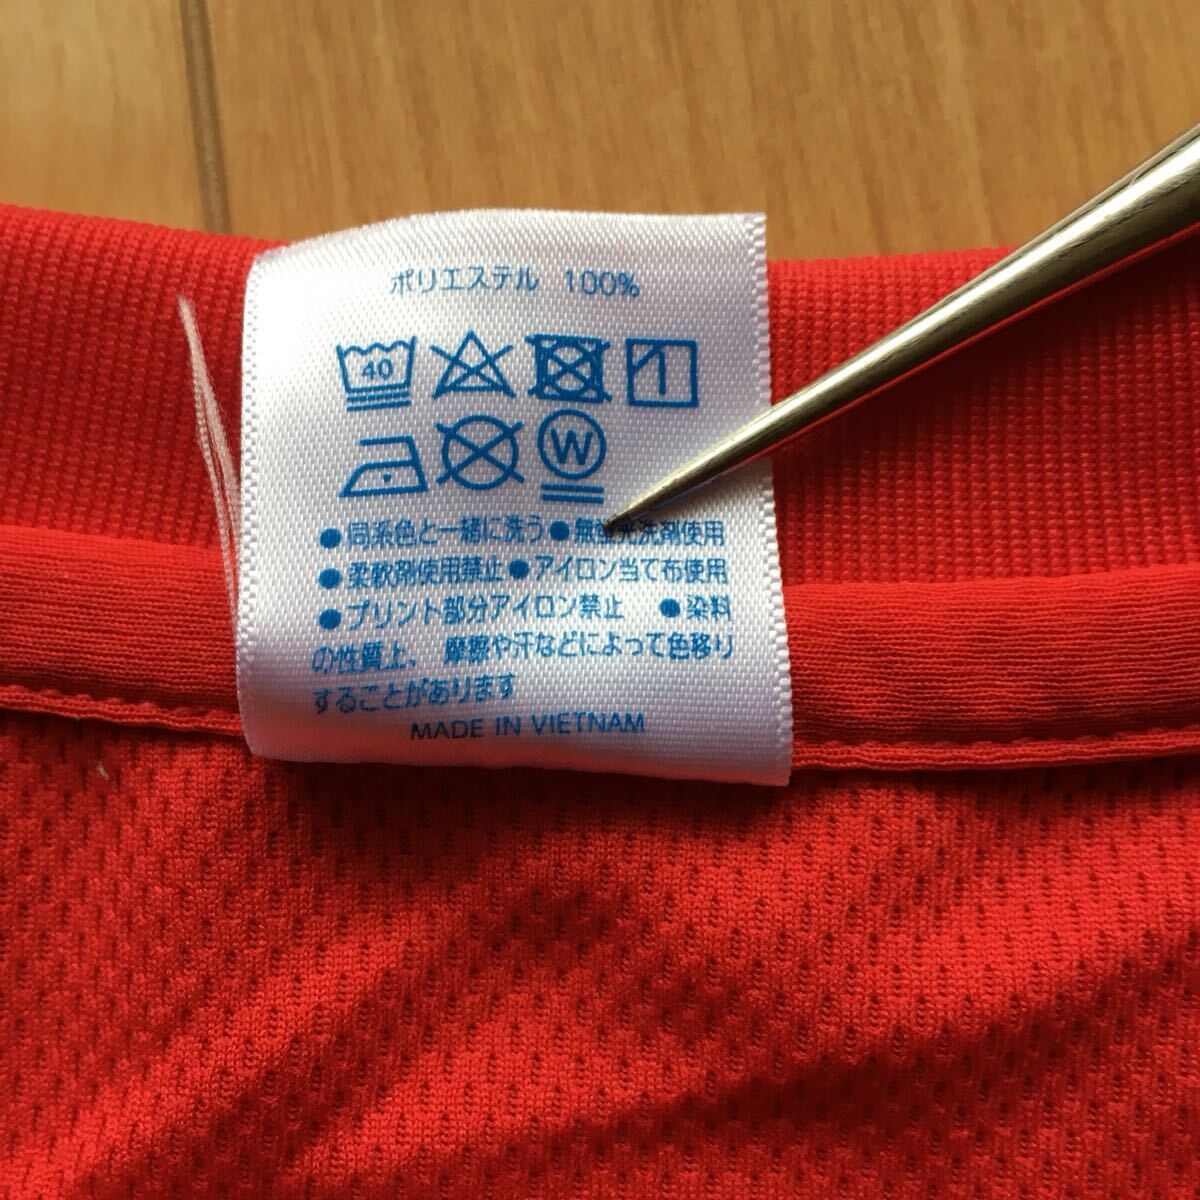 ポリエステル 100%
40
W
●同系色と一緒に洗う ●無蛍光洗剤使用
●柔軟剤使用禁止 ●アイロン当て布使用
●プリント部分アイロン禁止 ●染料
の性質上、摩擦や汗などによって色移り
することがあります
MADE IN VIETNAM